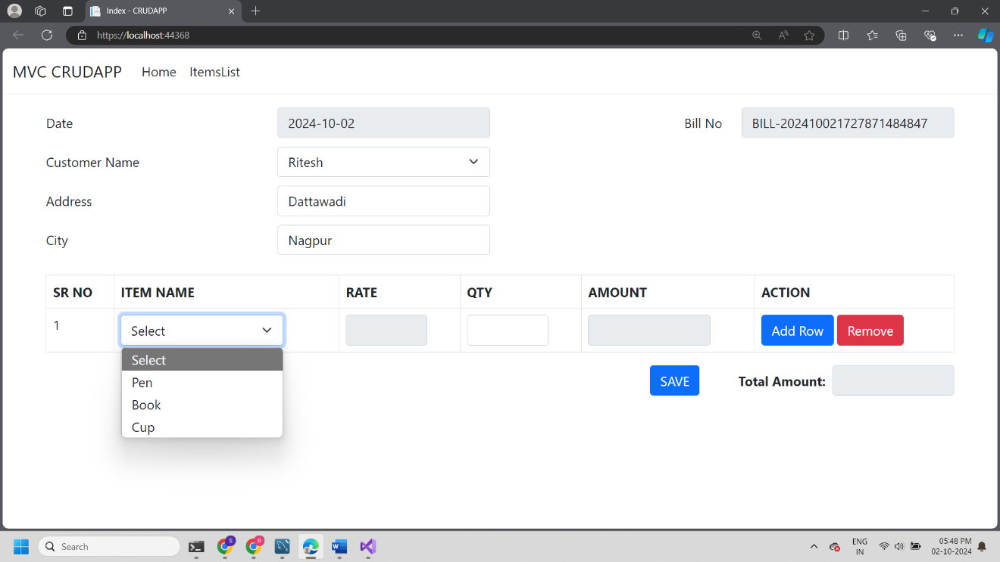 Index - CRUDAPP
https://localhost:44368
MVC CRUDAPP Home ItemsList
Date 2024-10-02 Bill No BILL-202410021727871484847
Customer Name Ritesh
Address Dattawadi
City Nagpur
SR NO ITEM NAME RATE QTY AMOUNT ACTION
1 Select Add Row Remove
Select
Pen
Book
Cup
SAVE Total Amount:
Search
S
R
W
ENG
IN
05:48 PM
02-10-2024